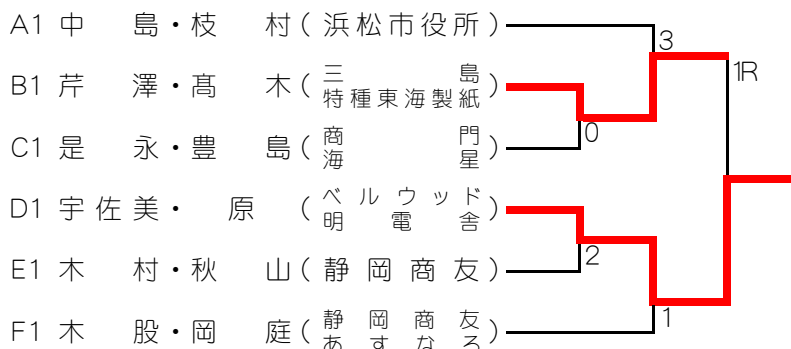 A1 中島・枝村(浜松市役所)
3
B1 芹澤・髙木(三島 特種東海製紙)
1R
0
C1 是永・豊島(商門 海星)
D1 宇佐美・原(ベルウッド 明電舎)
2
E1 木村・秋山(静岡商友)
1
F1 木股・岡庭(静岡商友 あすなろ)